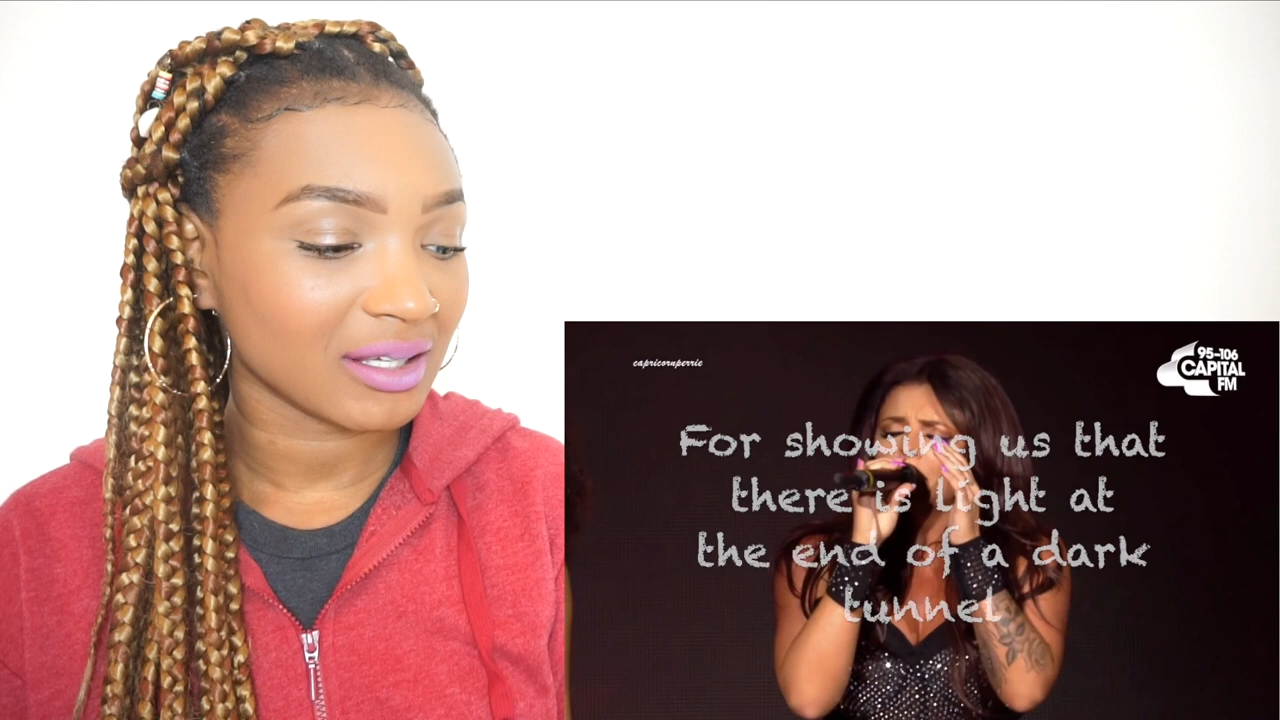 capricornperrie
95-106
CAPITAL
FM
For showing us that
there is light at
the end of a dark
tunnel